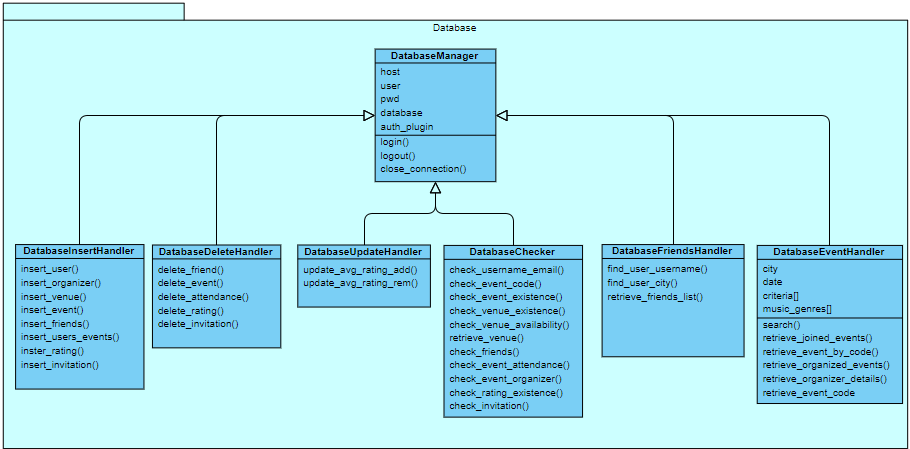 Database
DatabaseManager
host
user
pwd
database
auth_plugin
login()
logout()
close_connection()
DatabaseInsertHandler
insert_user()
insert_organizer()
insert_venue()
insert_event()
insert_friends()
insert_users_events()
inster_rating()
insert_invitation()
DatabaseDeleteHandler
delete_friend()
delete_event()
delete_attendance()
delete_rating()
delete_invitation()
DatabaseUpdateHandler
update_avg_rating_add()
update_avg_rating_rem()
DatabaseChecker
check_username_email()
check_event_code()
check_event_existence()
check_venue_existence()
check_venue_availability()
retrieve_venue()
check_friends()
check_event_attendance()
check_event_organizer()
check_rating_existence()
check_invitation()
DatabaseFriendsHandler
find_user_username()
find_user_city()
retrieve_friends_list()
DatabaseEventHandler
city
date
criteria[]
music_genres[]
search()
retrieve_joined_events()
retrieve_event_by_code()
retrieve_organized_events()
retrieve_organizer_details()
retrieve_event_code